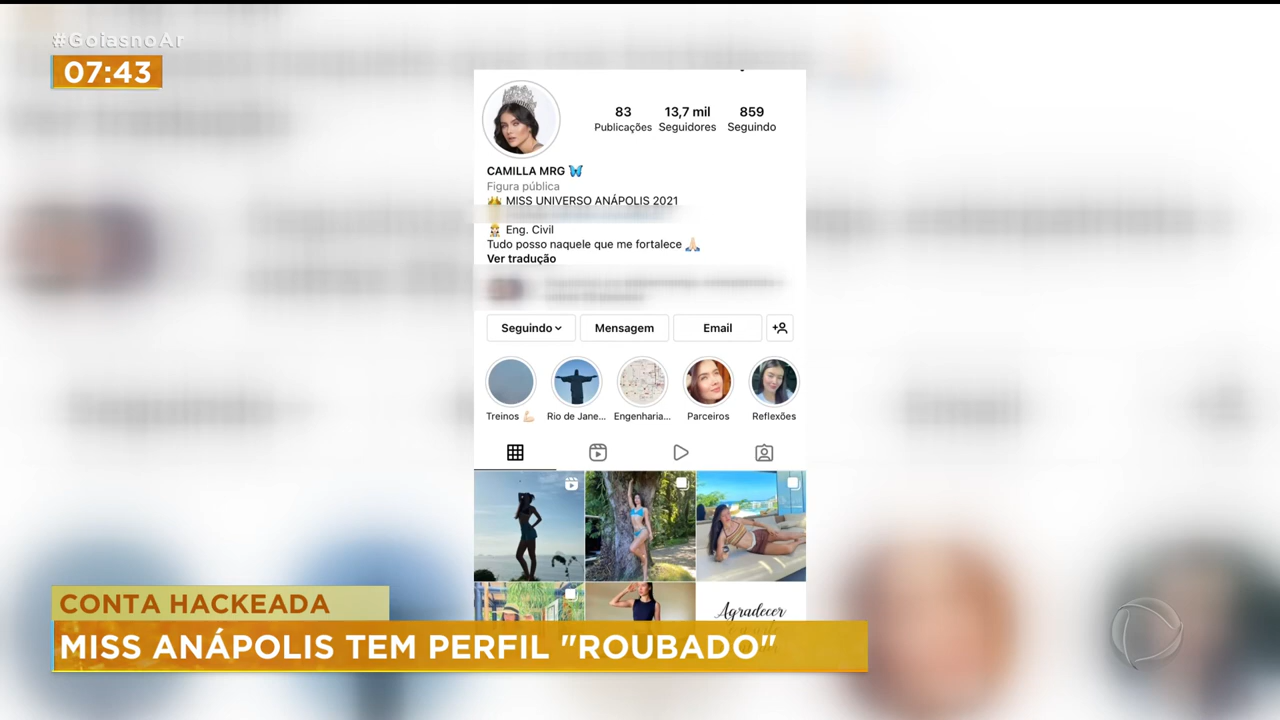 #GoiasnoAr
07:43
83
13,7 mil
859
Publicações
Seguidores
Seguindo
CAMILLA MRG 🦋
Figura pública
👑 MISS UNIVERSO ANÁPOLIS 2021
👷🏻‍♀️ Eng. Civil
Tudo posso naquele que me fortalece 🙏🏻
Ver tradução
Seguindo
Mensagem
Email
Treinos 💪🏻
Rio de Jane...
Engenharia...
Parceiros
Reflexões
Agradecer
CONTA HACKEADA
MISS ANÁPOLIS TEM PERFIL "ROUBADO"